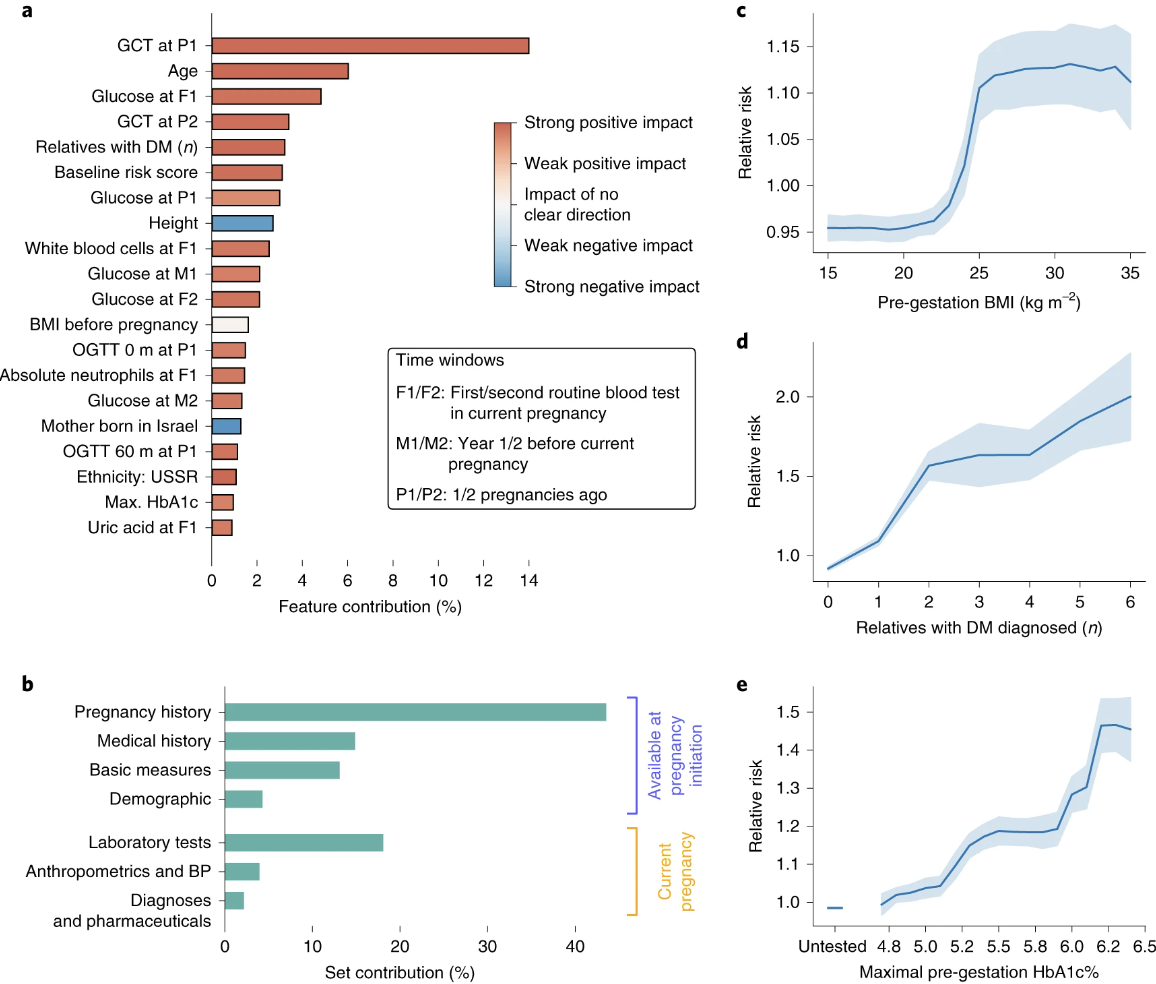 a
GCT at P1
Age
Glucose at F1
GCT at P2
Relatives with DM (n)
Baseline risk score
Glucose at P1
Height
White blood cells at F1
Glucose at M1
Glucose at F2
BMI before pregnancy
OGTT 0 m at P1
Absolute neutrophils at F1
Glucose at M2
Mother born in Israel
OGTT 60 m at P1
Ethnicity: USSR
Max. HbA1c
Uric acid at F1
0 2 4 6 8 10 12 14
Feature contribution (%)
Strong positive impact
Weak positive impact
Impact of no
clear direction
Weak negative impact
Strong negative impact
Time windows
F1/F2: First/second routine blood test
in current pregnancy
M1/M2: Year 1/2 before current
pregnancy
P1/P2: 1/2 pregnancies ago
b
Pregnancy history
Medical history
Basic measures
Demographic
Laboratory tests
Anthropometrics and BP
Diagnoses
and pharmaceuticals
0 10 20 30 40
Set contribution (%)
Available at
pregnancy
initiation
Current
pregnancy
c
Relative risk
1.15
1.10
1.05
1.00
0.95
15 20 25 30 35
Pre-gestation BMI (kg m⁻²)
d
Relative risk
2.0
1.5
1.0
0 1 2 3 4 5 6
Relatives with DM diagnosed (n)
e
Relative risk
1.5
1.4
1.3
1.2
1.1
1.0
Untested 4.8 5.0 5.2 5.5 5.8 6.0 6.2 6.5
Maximal pre-gestation HbA1c%